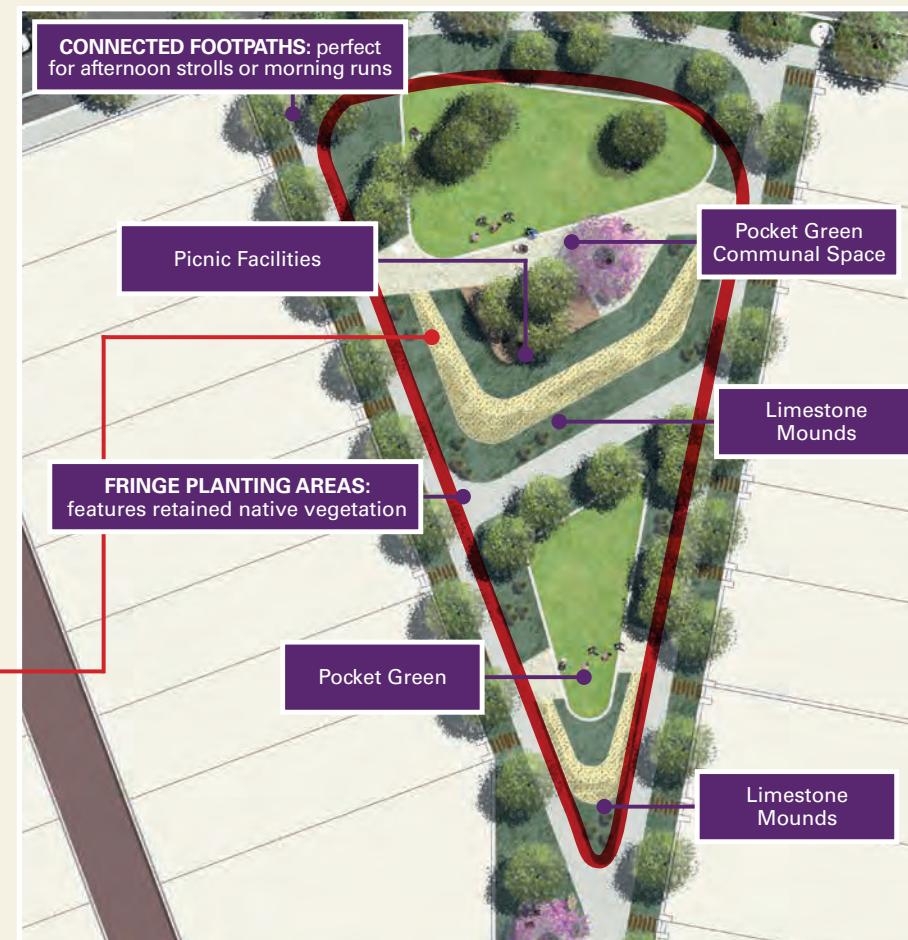 CONNECTED FOOTPATHS: perfect
for afternoon strolls or morning runs
Picnic Facilities
Pocket Green
Communal Space
Limestone
Mounds
FRINGE PLANTING AREAS:
features retained native vegetation
Pocket Green
Limestone
Mounds